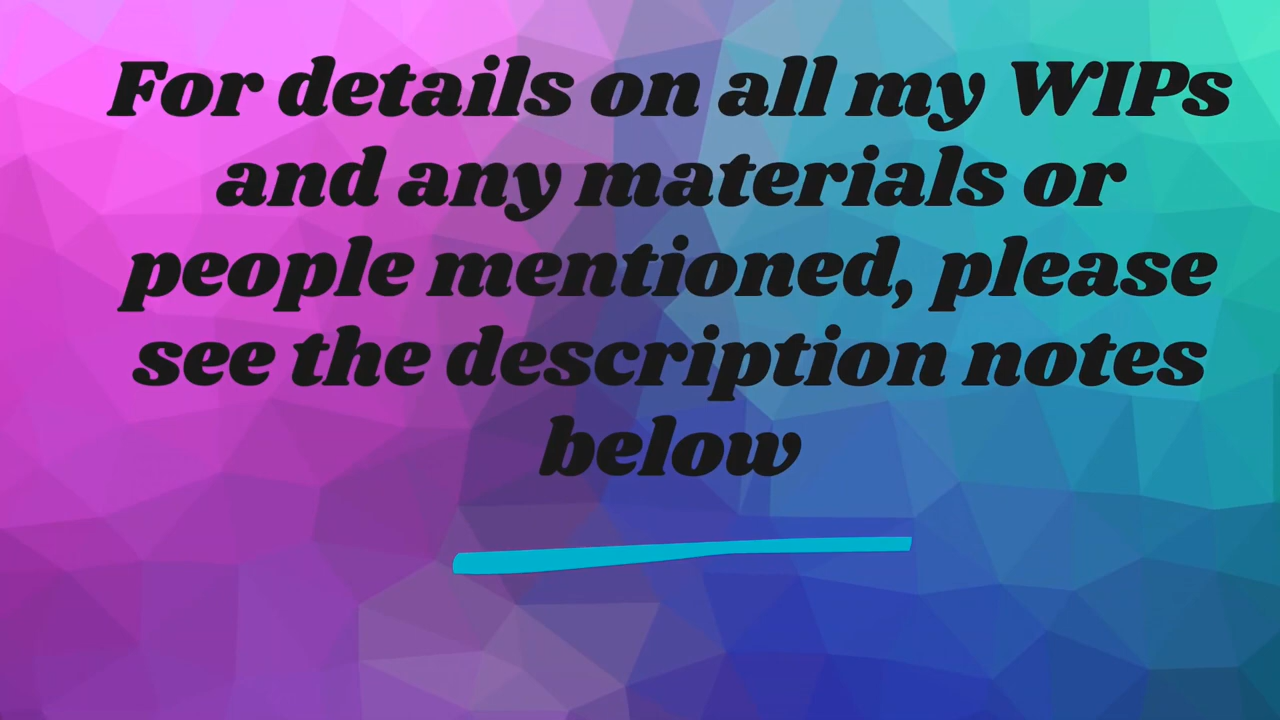 For details on all my WIPs
and any materials or
people mentioned, please
see the description notes
below